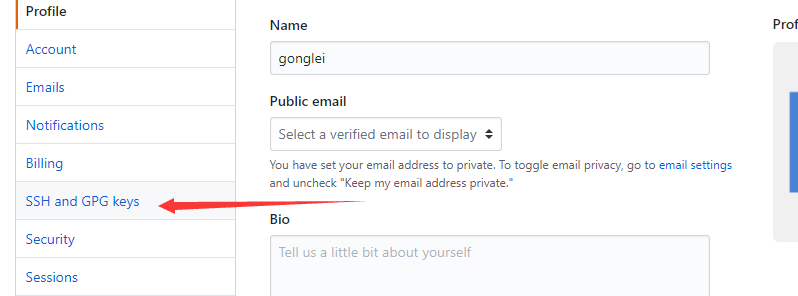 Profile
Account
Emails
Notifications
Billing
SSH and GPG keys
Security
Sessions
Name
gonglei
Public email
Select a verified email to display
You have set your email address to private. To toggle email privacy, go to email settings
and uncheck "Keep my email address private."
Bio
Tell us a little bit about yourself